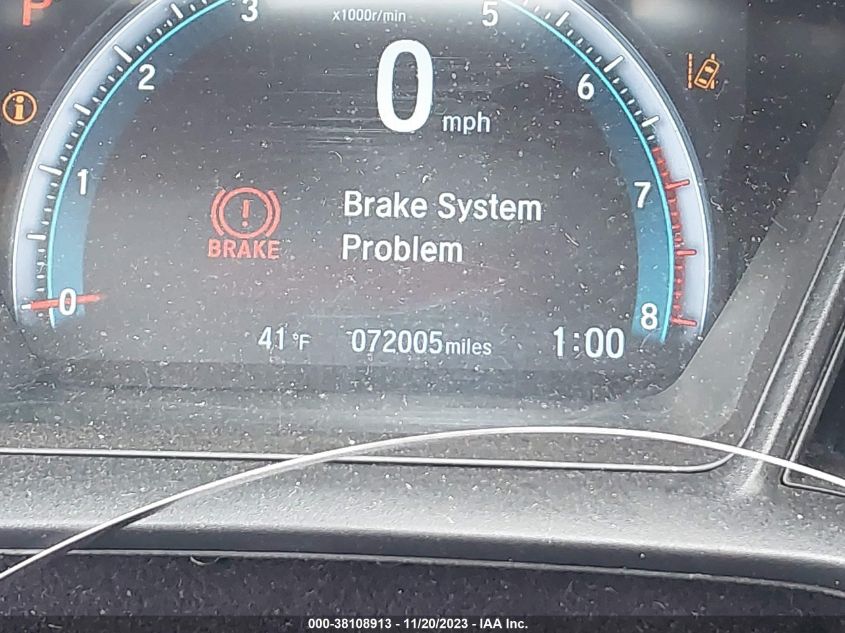 P
3
x1000r/min
5
0
mph
2
6
i
1
7
!
BRAKE
Brake System
Problem
0
8
41°F
072005 miles
1:00
000-38108913 - 11/20/2023 - IAA Inc.